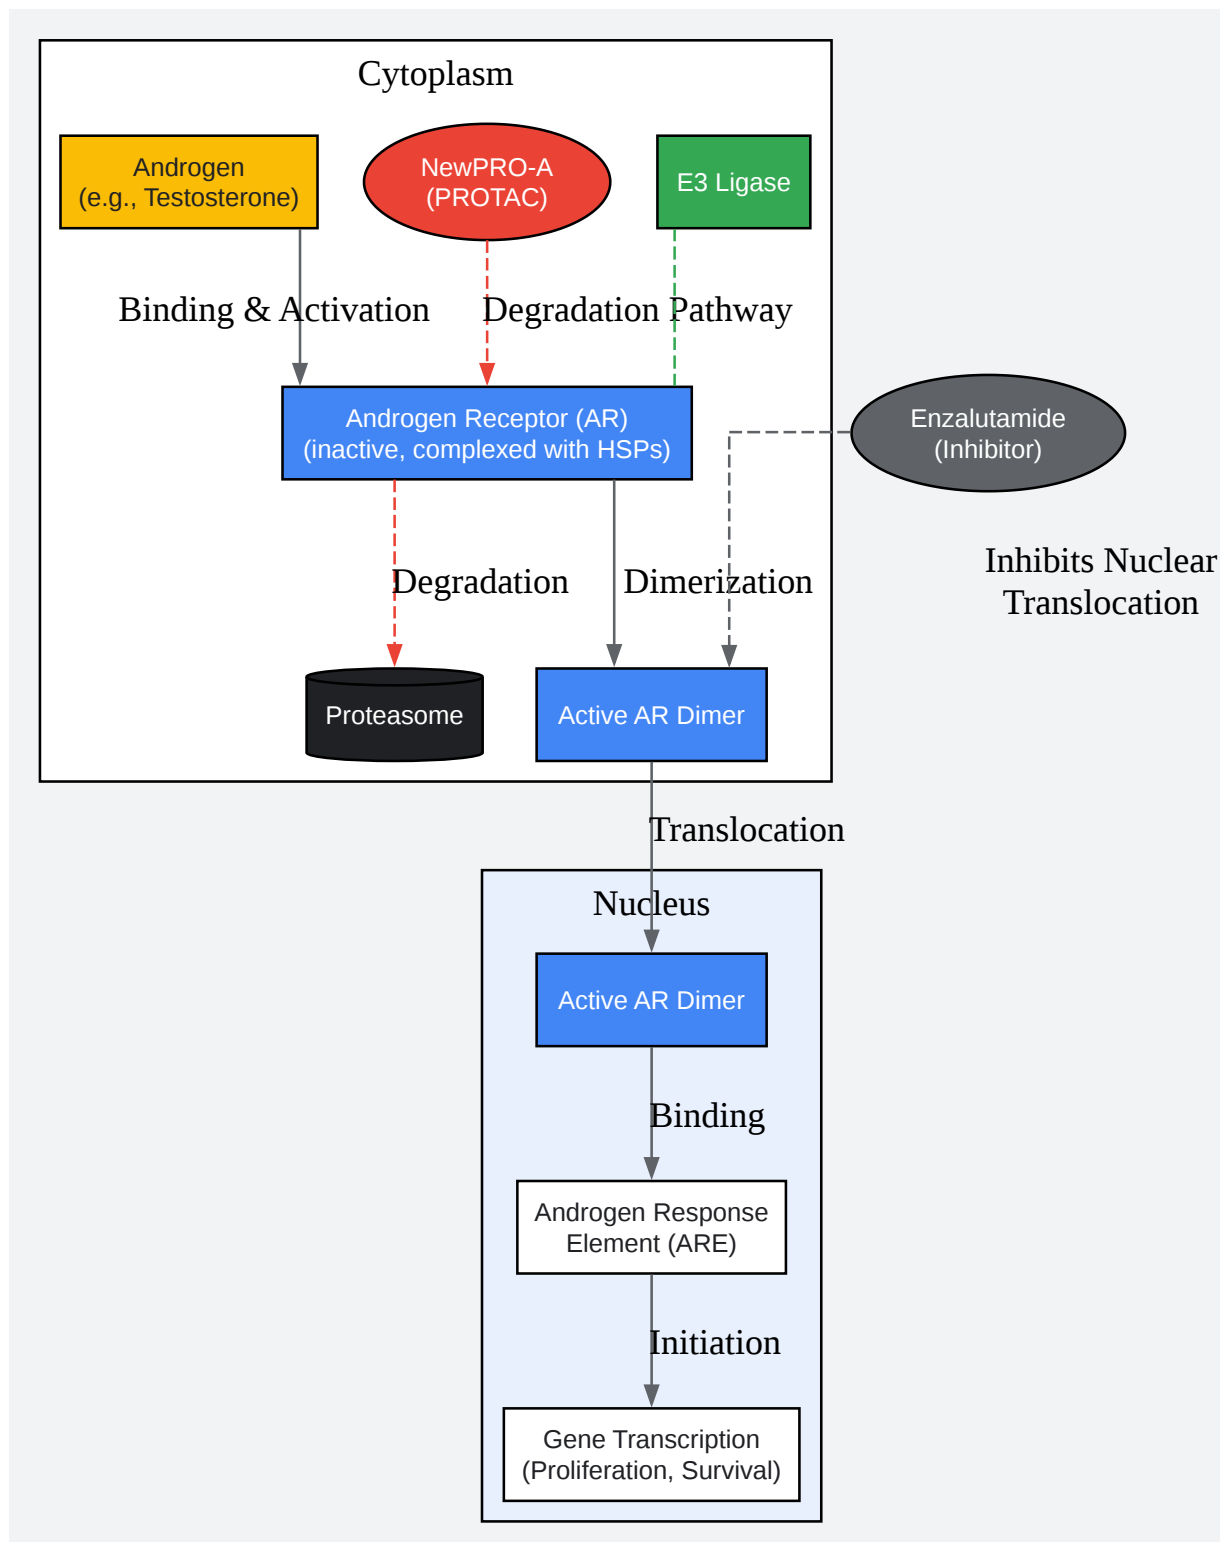 Cytoplasm
Androgen
(e.g., Testosterone)
NewPRO-A
(PROTAC)
E3 Ligase
Binding & Activation
Degradation Pathway
Androgen Receptor (AR)
(inactive, complexed with HSPs)
Enzalutamide
(Inhibitor)
Degradation
Dimerization
Inhibits Nuclear
Translocation
Proteasome
Active AR Dimer
Translocation
Nucleus
Active AR Dimer
Binding
Androgen Response
Element (ARE)
Initiation
Gene Transcription
(Proliferation, Survival)